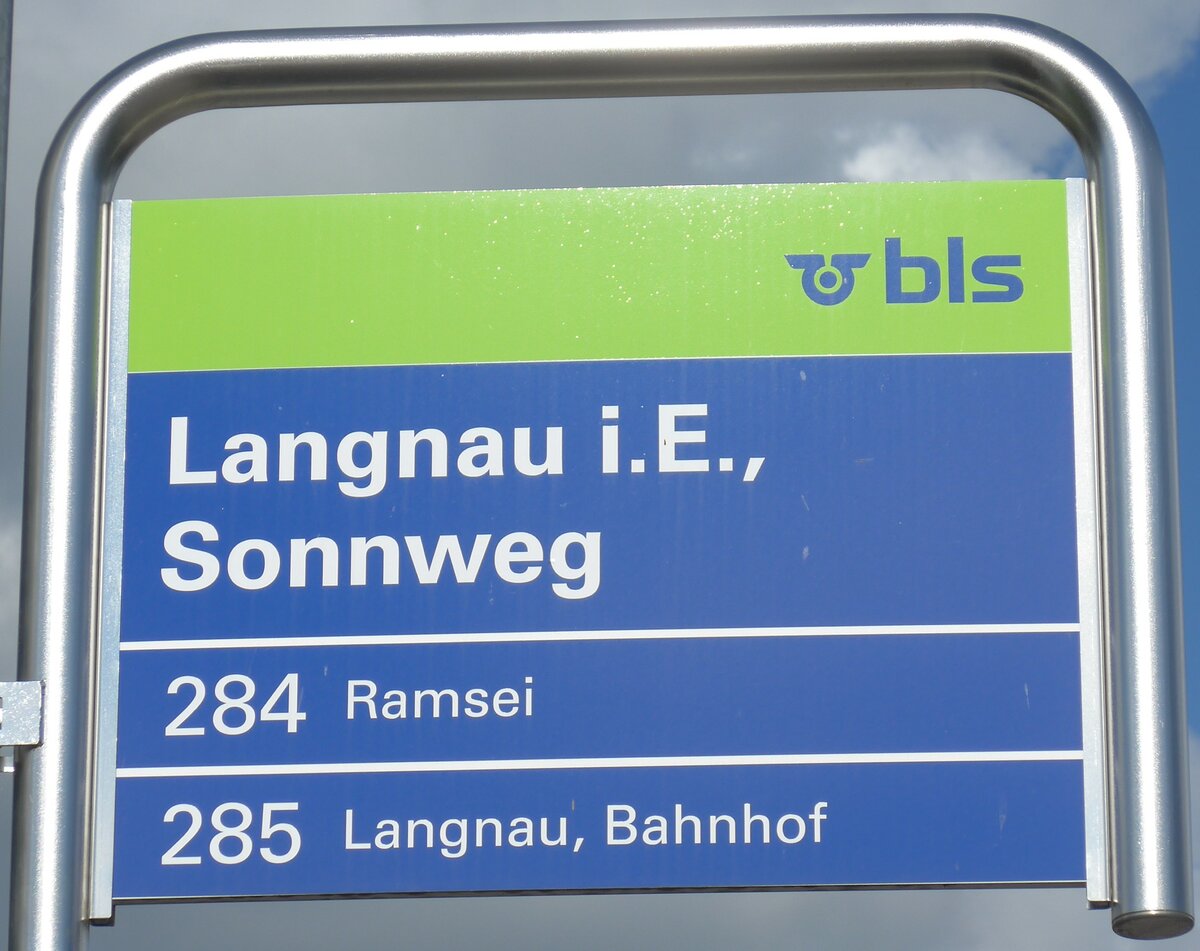 bls
Langnau i.E.,
Sonnweg
284 Ramsei
285 Langnau, Bahnhof